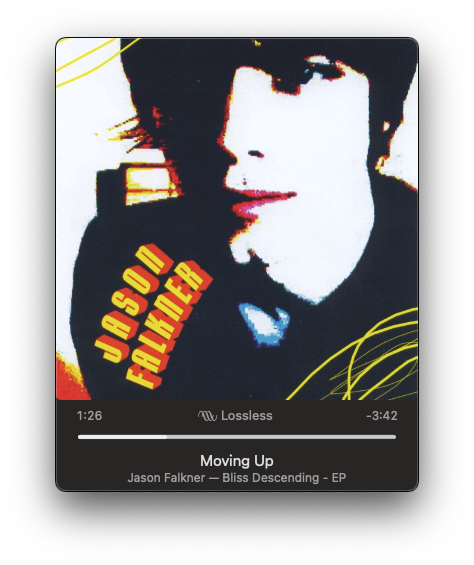 JASON
FALKNER
1:26 Lossless -3:42
Moving Up
Jason Falkner — Bliss Descending - EP